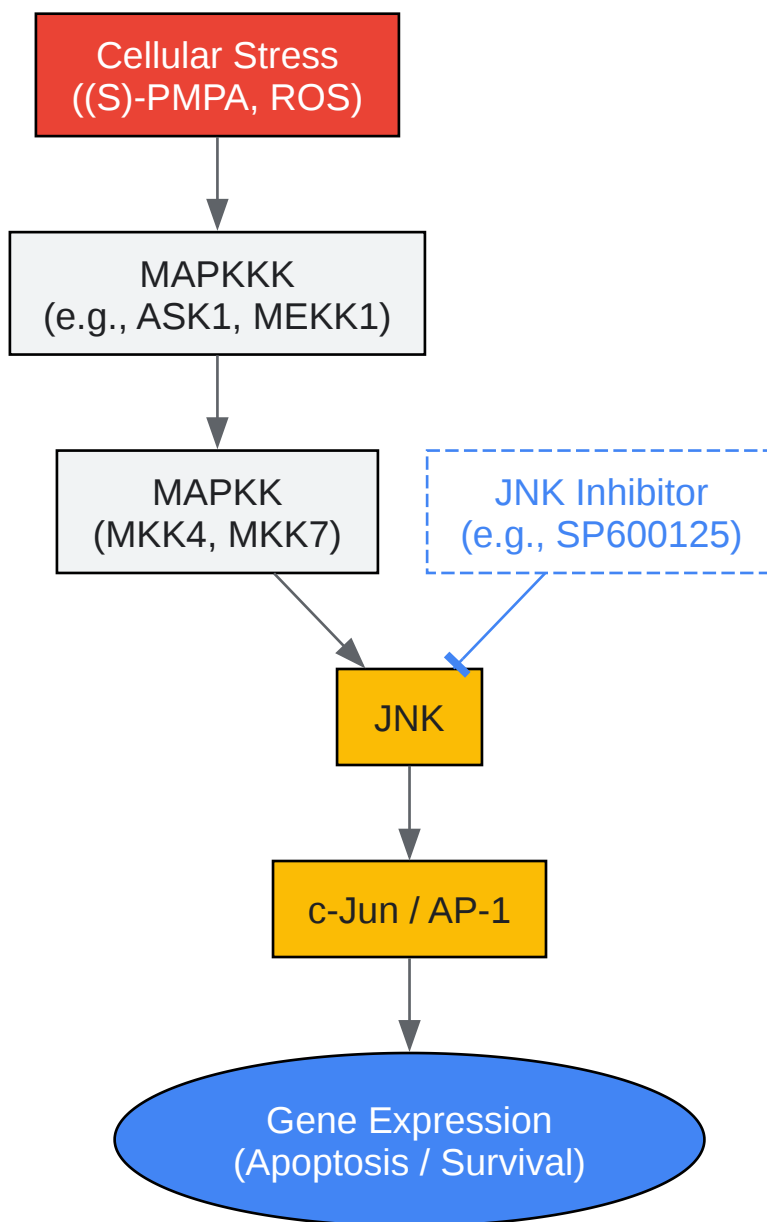 Cellular Stress
((S)-PMPA, ROS)
MAPKKK
(e.g., ASK1, MEKK1)
MAPKK
(MKK4, MKK7)
JNK Inhibitor
(e.g., SP600125)
JNK
c-Jun / AP-1
Gene Expression
(Apoptosis / Survival)